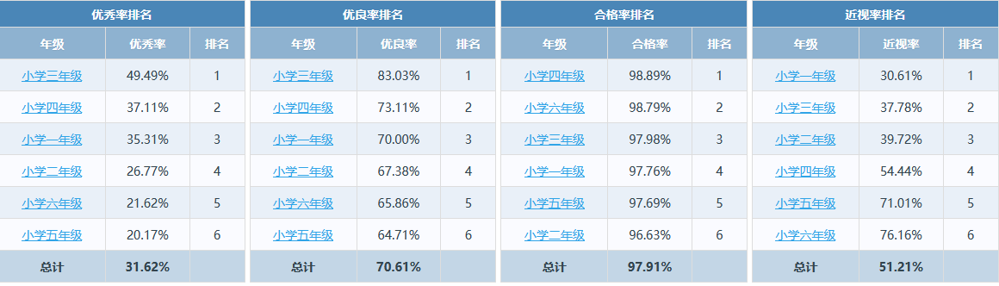 优秀率排名 优良率排名 合格率排名 近视率排名
年级 优秀率 排名 年级 优良率 排名 年级 合格率 排名 年级 近视率 排名
小学三年级 49.49% 1 小学三年级 83.03% 1 小学四年级 98.89% 1 小学一年级 30.61% 1
小学四年级 37.11% 2 小学四年级 73.11% 2 小学六年级 98.79% 2 小学三年级 37.78% 2
小学一年级 35.31% 3 小学一年级 70.00% 3 小学三年级 97.98% 3 小学二年级 39.72% 3
小学二年级 26.77% 4 小学二年级 67.38% 4 小学一年级 97.76% 4 小学四年级 54.44% 4
小学六年级 21.62% 5 小学六年级 65.86% 5 小学五年级 97.69% 5 小学五年级 71.01% 5
小学五年级 20.17% 6 小学五年级 64.71% 6 小学二年级 96.63% 6 小学六年级 76.16% 6
总计 31.62% 总计 70.61% 总计 97.91% 总计 51.21%